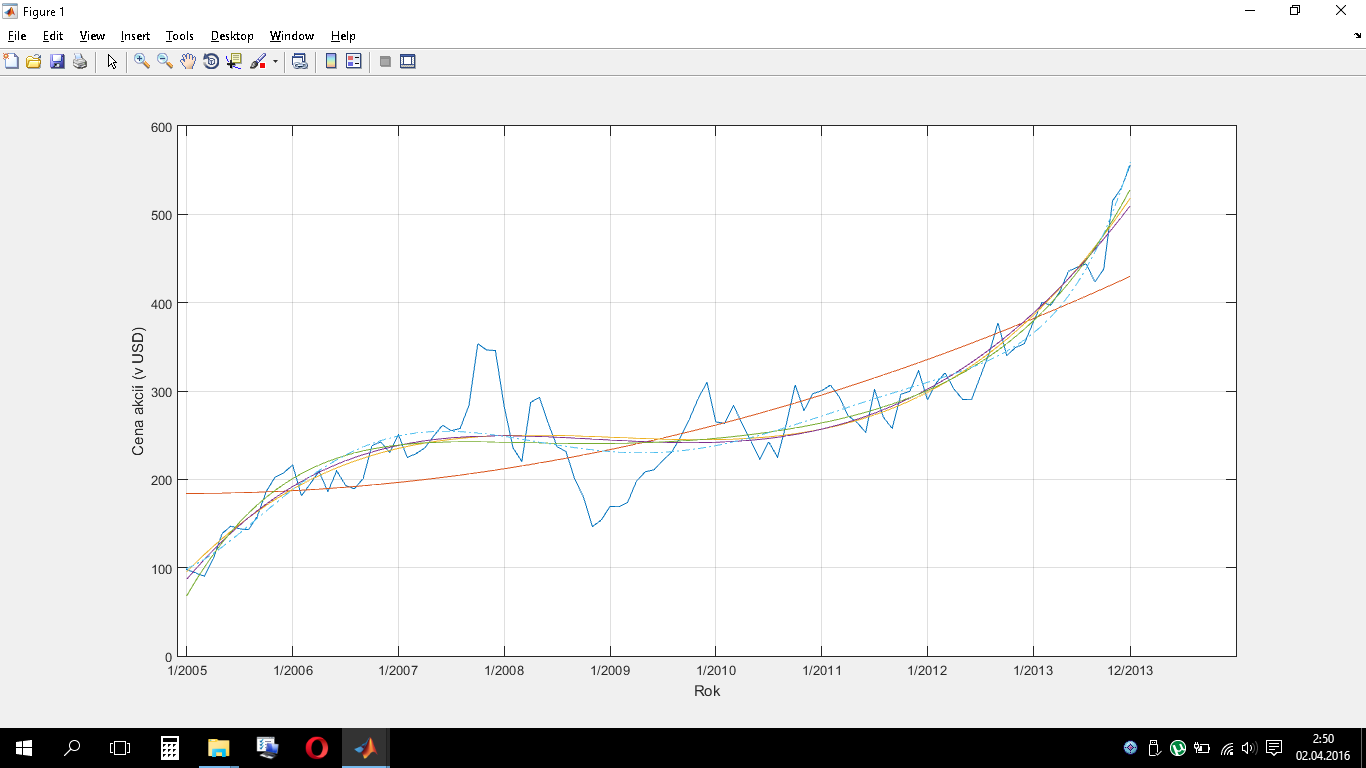 Figure 1
File Edit View Insert Tools Desktop Window Help
600
500
400
300
200
100
0
Cena akcií (v USD)
1/2005 1/2006 1/2007 1/2008 1/2009 1/2010 1/2011 1/2012 1/2013 12/2013
Rok
2:50
02.04.2016